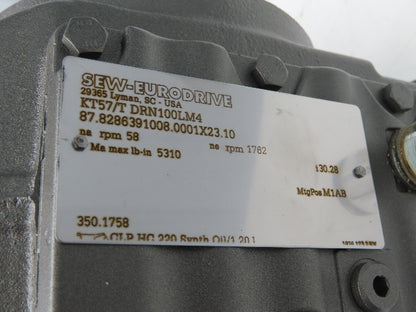 SEW-EURODRIVE
29365 Lyman, SC - USA
KT57/T DRN100LM4
87.8286391008.0001X23.10
na rpm 58 ne rpm 1762
Ma max lb-in 5310 i30.28
MtgPos M1AB
350.1758
CLP HC 220 Synth Oil/1.20 l